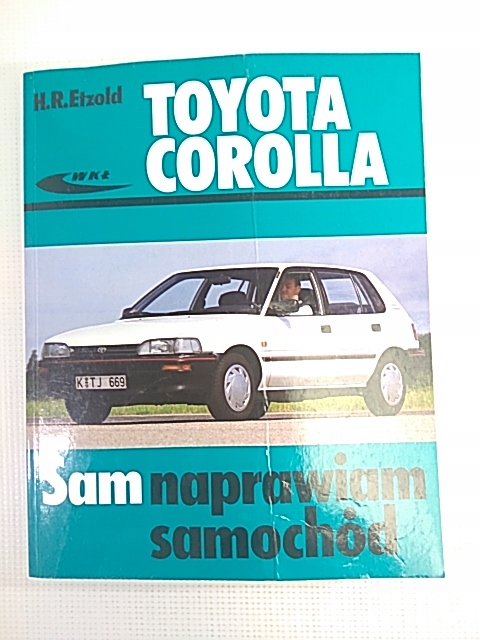 H.R.Etzold
TOYOTA
COROLLA
WKŁ
K TJ 669
Sam naprawiam
samochód